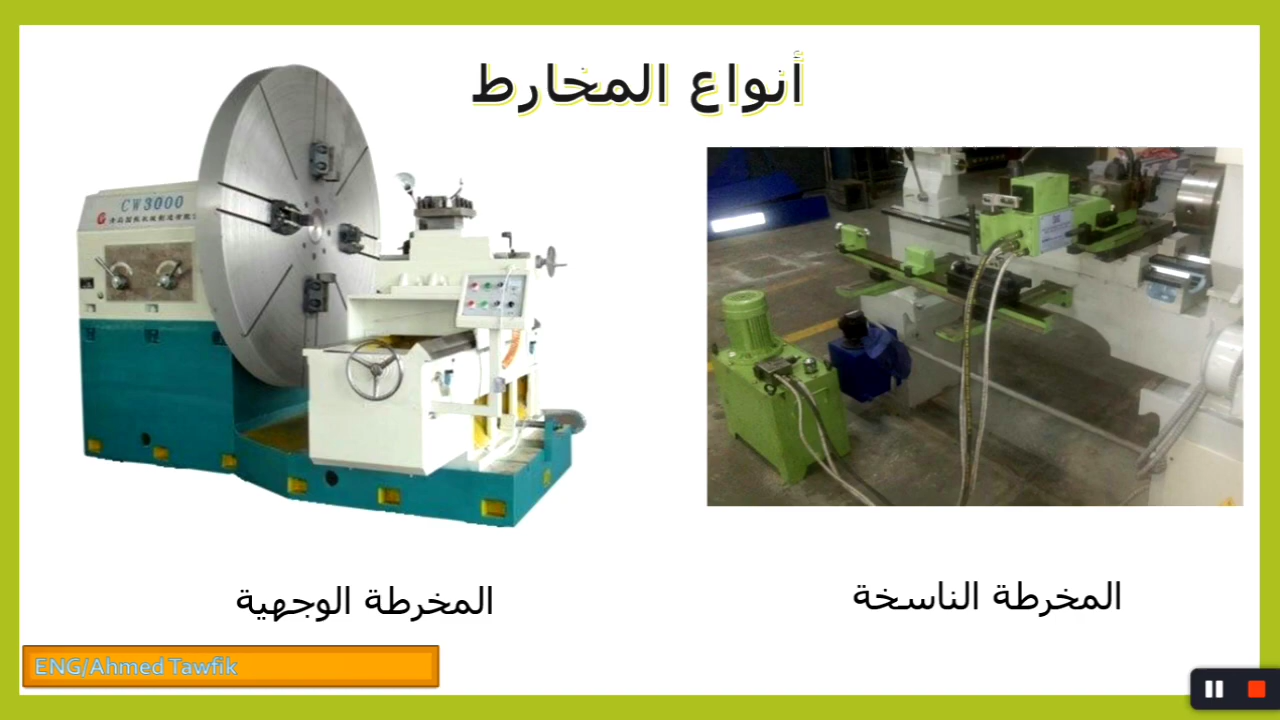 أنواع المخارط
CW3000
المخرطة الناسخة
المخرطة الوجهية
ENG/Ahmed Tawfik